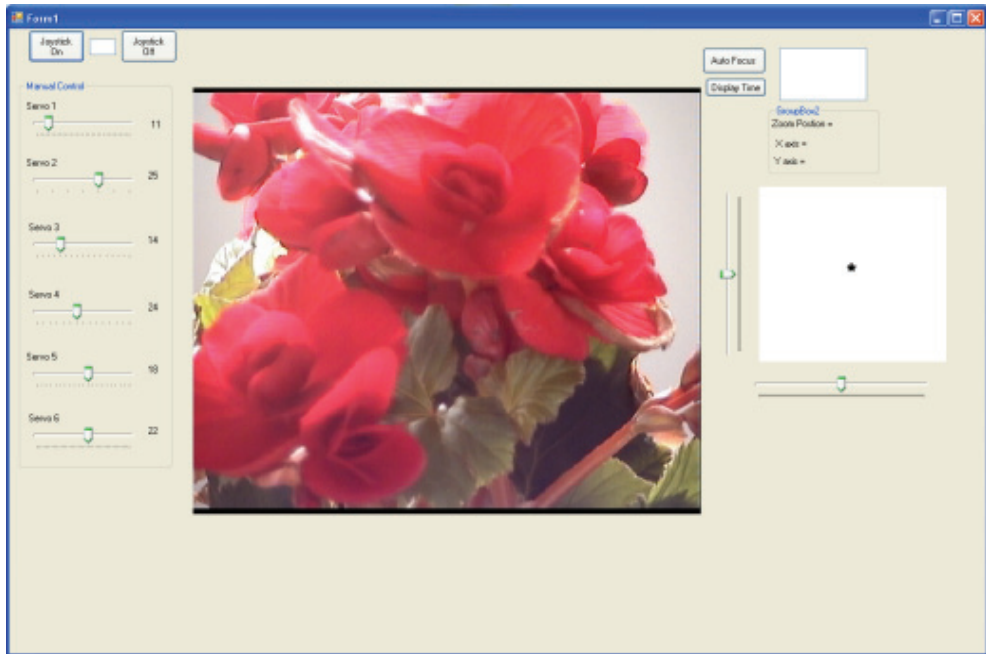 Form1
Joystick
On
Joystick
Off
Manual Control
Servo 1
11
Servo 2
25
Servo 3
14
Servo 4
24
Servo 5
18
Servo 6
22
Auto Focus
Display Time
GroupBox2
Zoom Postion =
X axis =
Y axis =